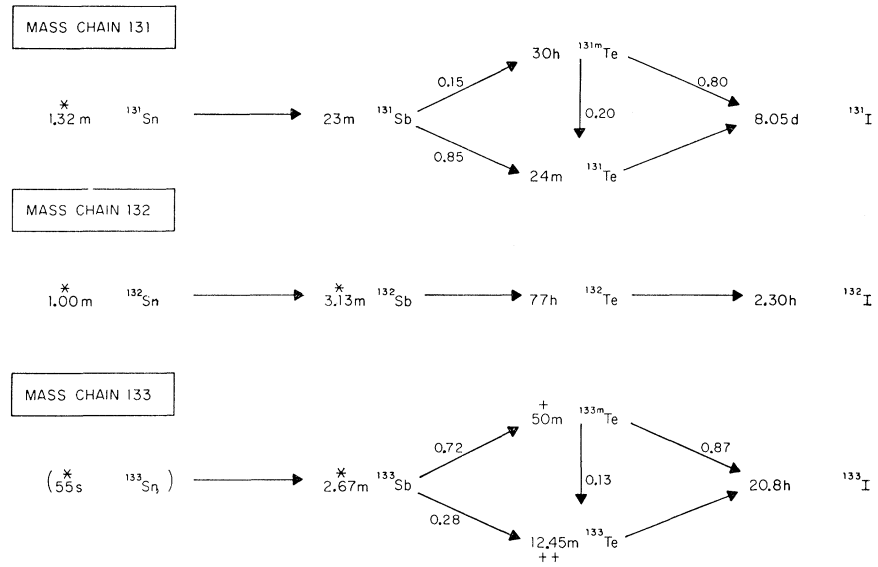 MASS CHAIN 131
30h 131mTe
0.15 0.80
* 1.32 m 131Sn 23m 131Sb 0.20 8.05d 131I
0.85
24m 131Te
MASS CHAIN 132
* 1.00 m 132Sn * 3.13m 132Sb 77h 132Te 2.30h 132I
MASS CHAIN 133
+ 50m 133mTe
0.72 0.87
(* 55s 133Sn, ) * 2.67m 133Sb 0.13 20.8h 133I
0.28
12.45m 133Te
++